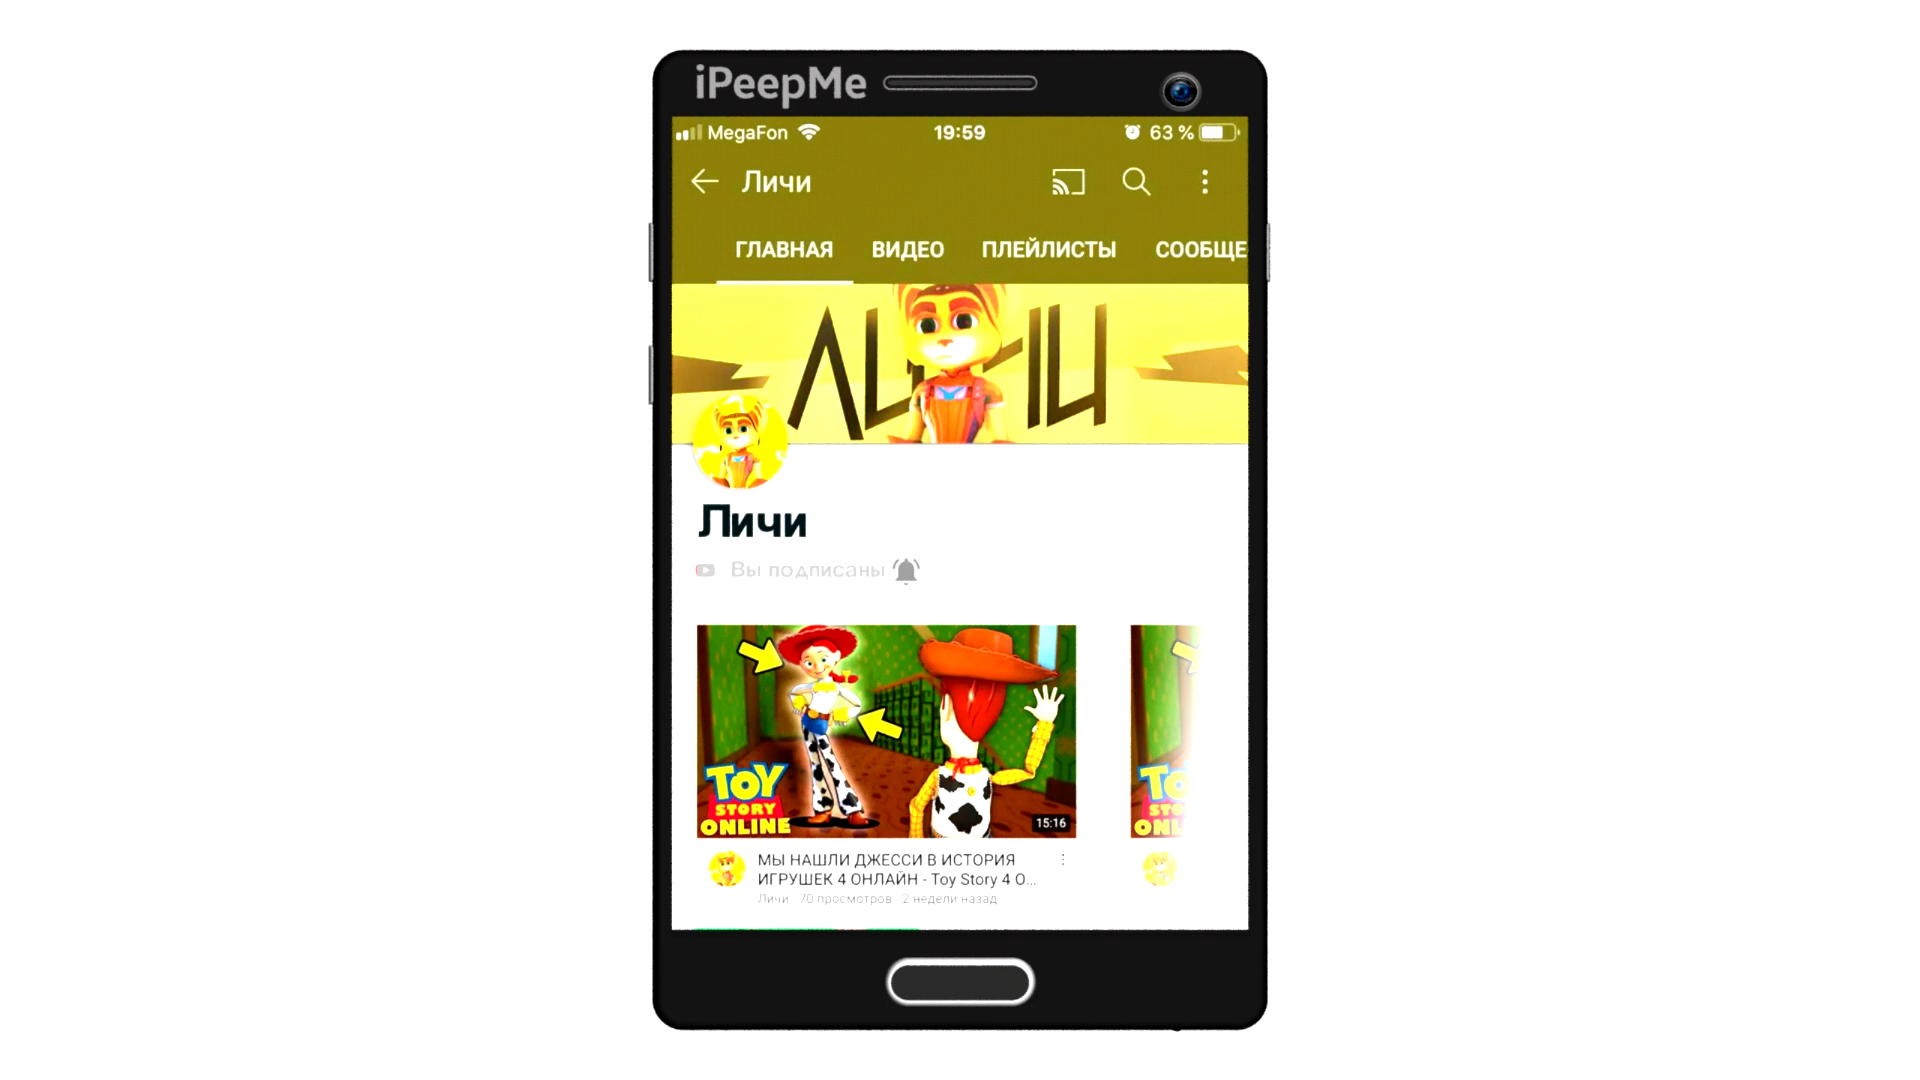 iPeepMe
MegaFon 19:59 63 %
Личи
ГЛАВНАЯ ВИДЕО ПЛЕЙЛИСТЫ СООБЩЕ
Личи
Вы подписаны
TOY
STORY
ONLINE
15:16
МЫ НАШЛИ ДЖЕССИ В ИСТОРИЯ
ИГРУШЕК 4 ОНЛАЙН - Toy Story 4 O...
Личи 70 просмотров 2 недели назад